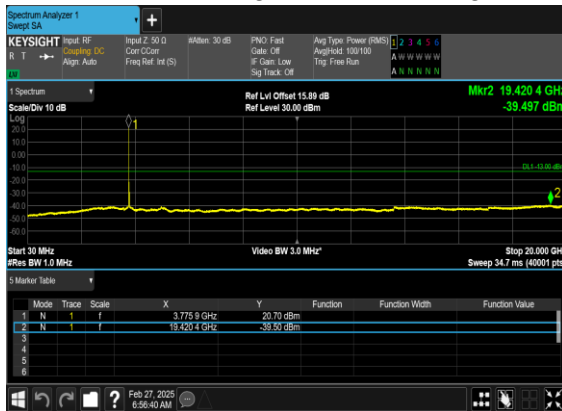 Spectrum Analyzer 1
Swept SA
KEYSIGHT Input: RF Input Z: 50 Ω #Atten: 30 dB PNO: Fast Avg Type: Power (RMS) 1 2 3 4 5 6
R T Coupling: DC Corr CCorr Gate: Off Avg|Hold: 100/100 A W W W W W
Align: Auto Freq Ref: Int (S) IF Gain: Low Trig: Free Run
Sig Track: Off A N N N N N
1 Spectrum Ref Lvl Offset 15.89 dB Mkr2 19.420 4 GHz
Scale/Div 10 dB Ref Level 30.00 dBm -39.497 dBm
Log
20.0 1
10.0
0.00
-10.0 DL1 -13.00 dBm
-20.0
-30.0
-40.0 2
-50.0
-60.0
Start 30 MHz Video BW 3.0 MHz* Stop 20.000 GHz
#Res BW 1.0 MHz Sweep 34.7 ms (40001 pts)
5 Marker Table
Mode Trace Scale X Y Function Function Width Function Value
1 N 1 f 3.775 9 GHz 20.70 dBm
2 N 1 f 19.420 4 GHz -39.50 dBm
3
4
5
6
? Feb 27, 2025
6:56:40 AM